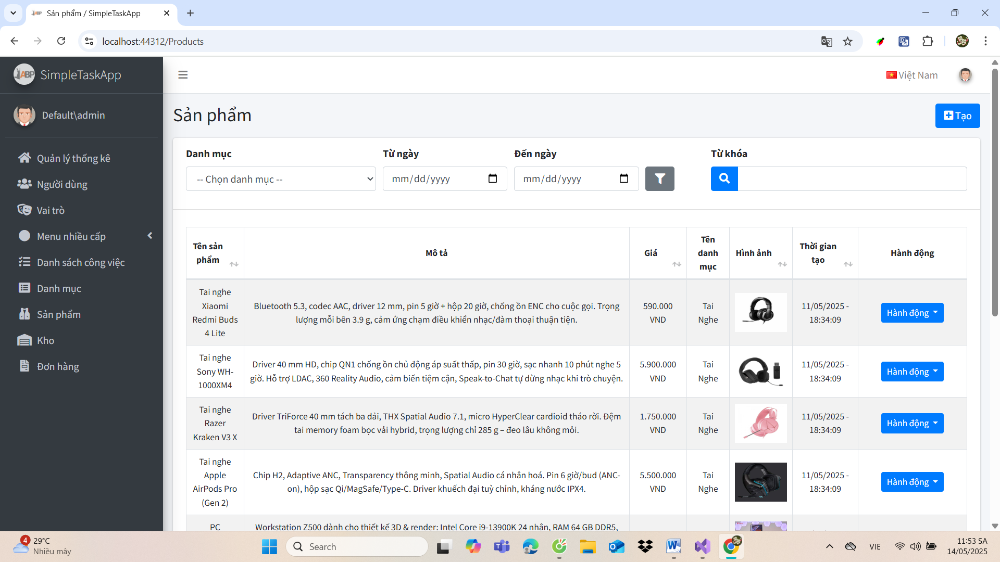 Sản phẩm / SimpleTaskApp
localhost:44312/Products
ABP
SimpleTaskApp
Việt Nam
Default\admin
Quản lý thống kê
Người dùng
Vai trò
Menu nhiều cấp
Danh sách công việc
Danh mục
Sản phẩm
Kho
Đơn hàng
Sản phẩm
Tạo
Danh mục
Từ ngày
Đến ngày
Từ khóa
-- Chọn danh mục --
mm/dd/yyyy
mm/dd/yyyy
Tên sản
phẩm
Mô tả
Giá
Tên
danh
mục
Hình ảnh
Thời gian
tạo
Hành động
Tai nghe
Xiaomi
Redmi Buds
4 Lite
Bluetooth 5.3, codec AAC, driver 12 mm, pin 5 giờ + hộp 20 giờ, chống ồn ENC cho cuộc gọi. Trọng
lượng mỗi bên 3.9 g, cảm ứng chạm điều khiển nhạc/đàm thoại thuận tiện.
590.000
VND
Tai
Nghe
11/05/2025 -
18:34:09
Hành động
Tai nghe
Sony WH-
1000XM4
Driver 40 mm HD, chip QN1 chống ồn chủ động áp suất thấp, pin 30 giờ, sạc nhanh 10 phút nghe 5
giờ. Hỗ trợ LDAC, 360 Reality Audio, cảm biến tiệm cận, Speak-to-Chat tự dừng nhạc khi trò chuyện.
5.900.000
VND
Tai
Nghe
11/05/2025 -
18:34:09
Hành động
Tai nghe
Razer
Kraken V3 X
Driver TriForce 40 mm tách ba dải, THX Spatial Audio 7.1, micro HyperClear cardioid tháo rời. Đệm
tai memory foam bọc vải hybrid, trọng lượng chỉ 285 g – đeo lâu không mỏi.
1.750.000
VND
Tai
Nghe
11/05/2025 -
18:34:09
Hành động
Tai nghe
Apple
AirPods Pro
(Gen 2)
Chip H2, Adaptive ANC, Transparency thông minh, Spatial Audio cá nhân hoá. Pin 6 giờ/bud (ANC-
on), hộp sạc Qi/MagSafe/Type-C. Driver khuếch đại tuỳ chỉnh, kháng nước IPX4.
5.500.000
VND
Tai
Nghe
11/05/2025 -
18:34:09
Hành động
PC
Workstation Z500 dành cho thiết kế 3D & render: Intel Core i9-13900K 24 nhân, RAM 64 GB DDR5,
4
29°C
Nhiều mây
Search
VIE
11:53 SA
14/05/2025